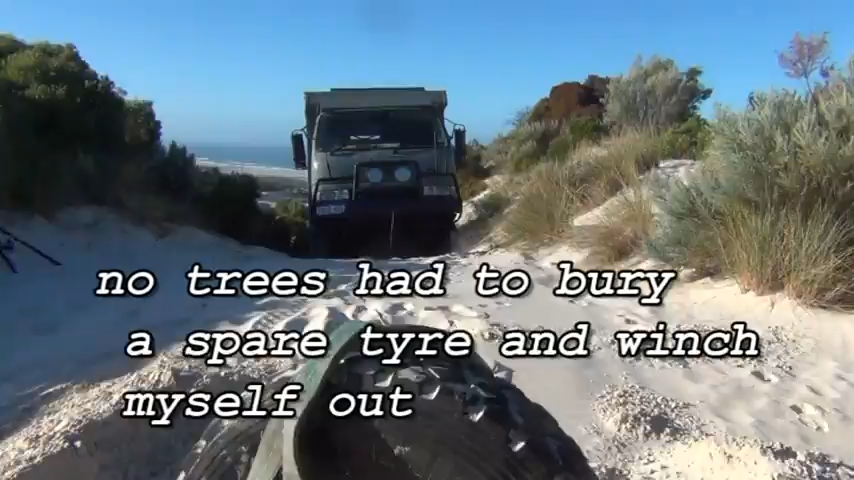 no trees had to bury
a spare tyre and winch
myself out